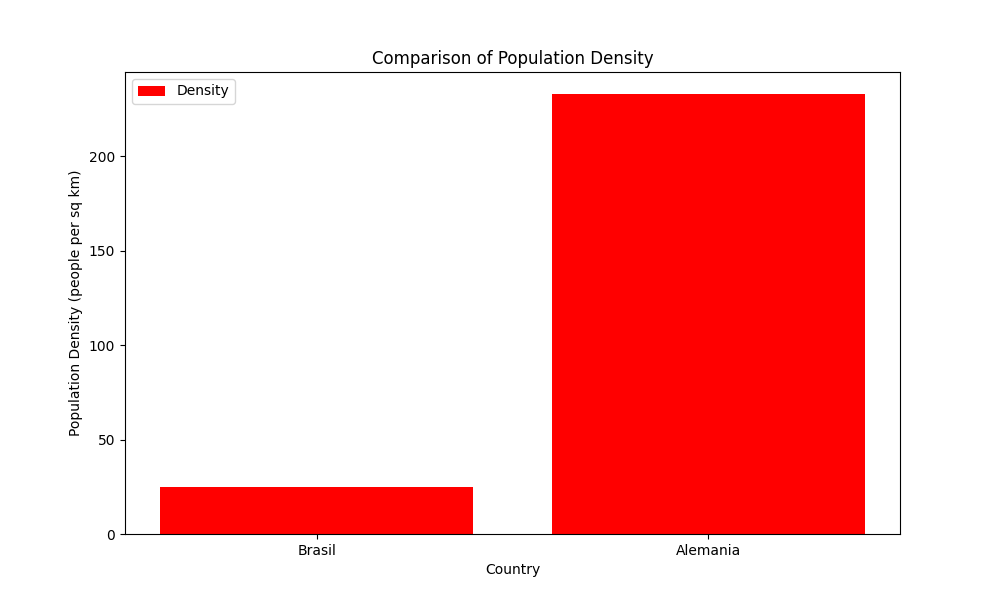 Comparison of Population Density
Density
Population Density (people per sq km)
200
150
100
50
0
Brasil
Alemania
Country